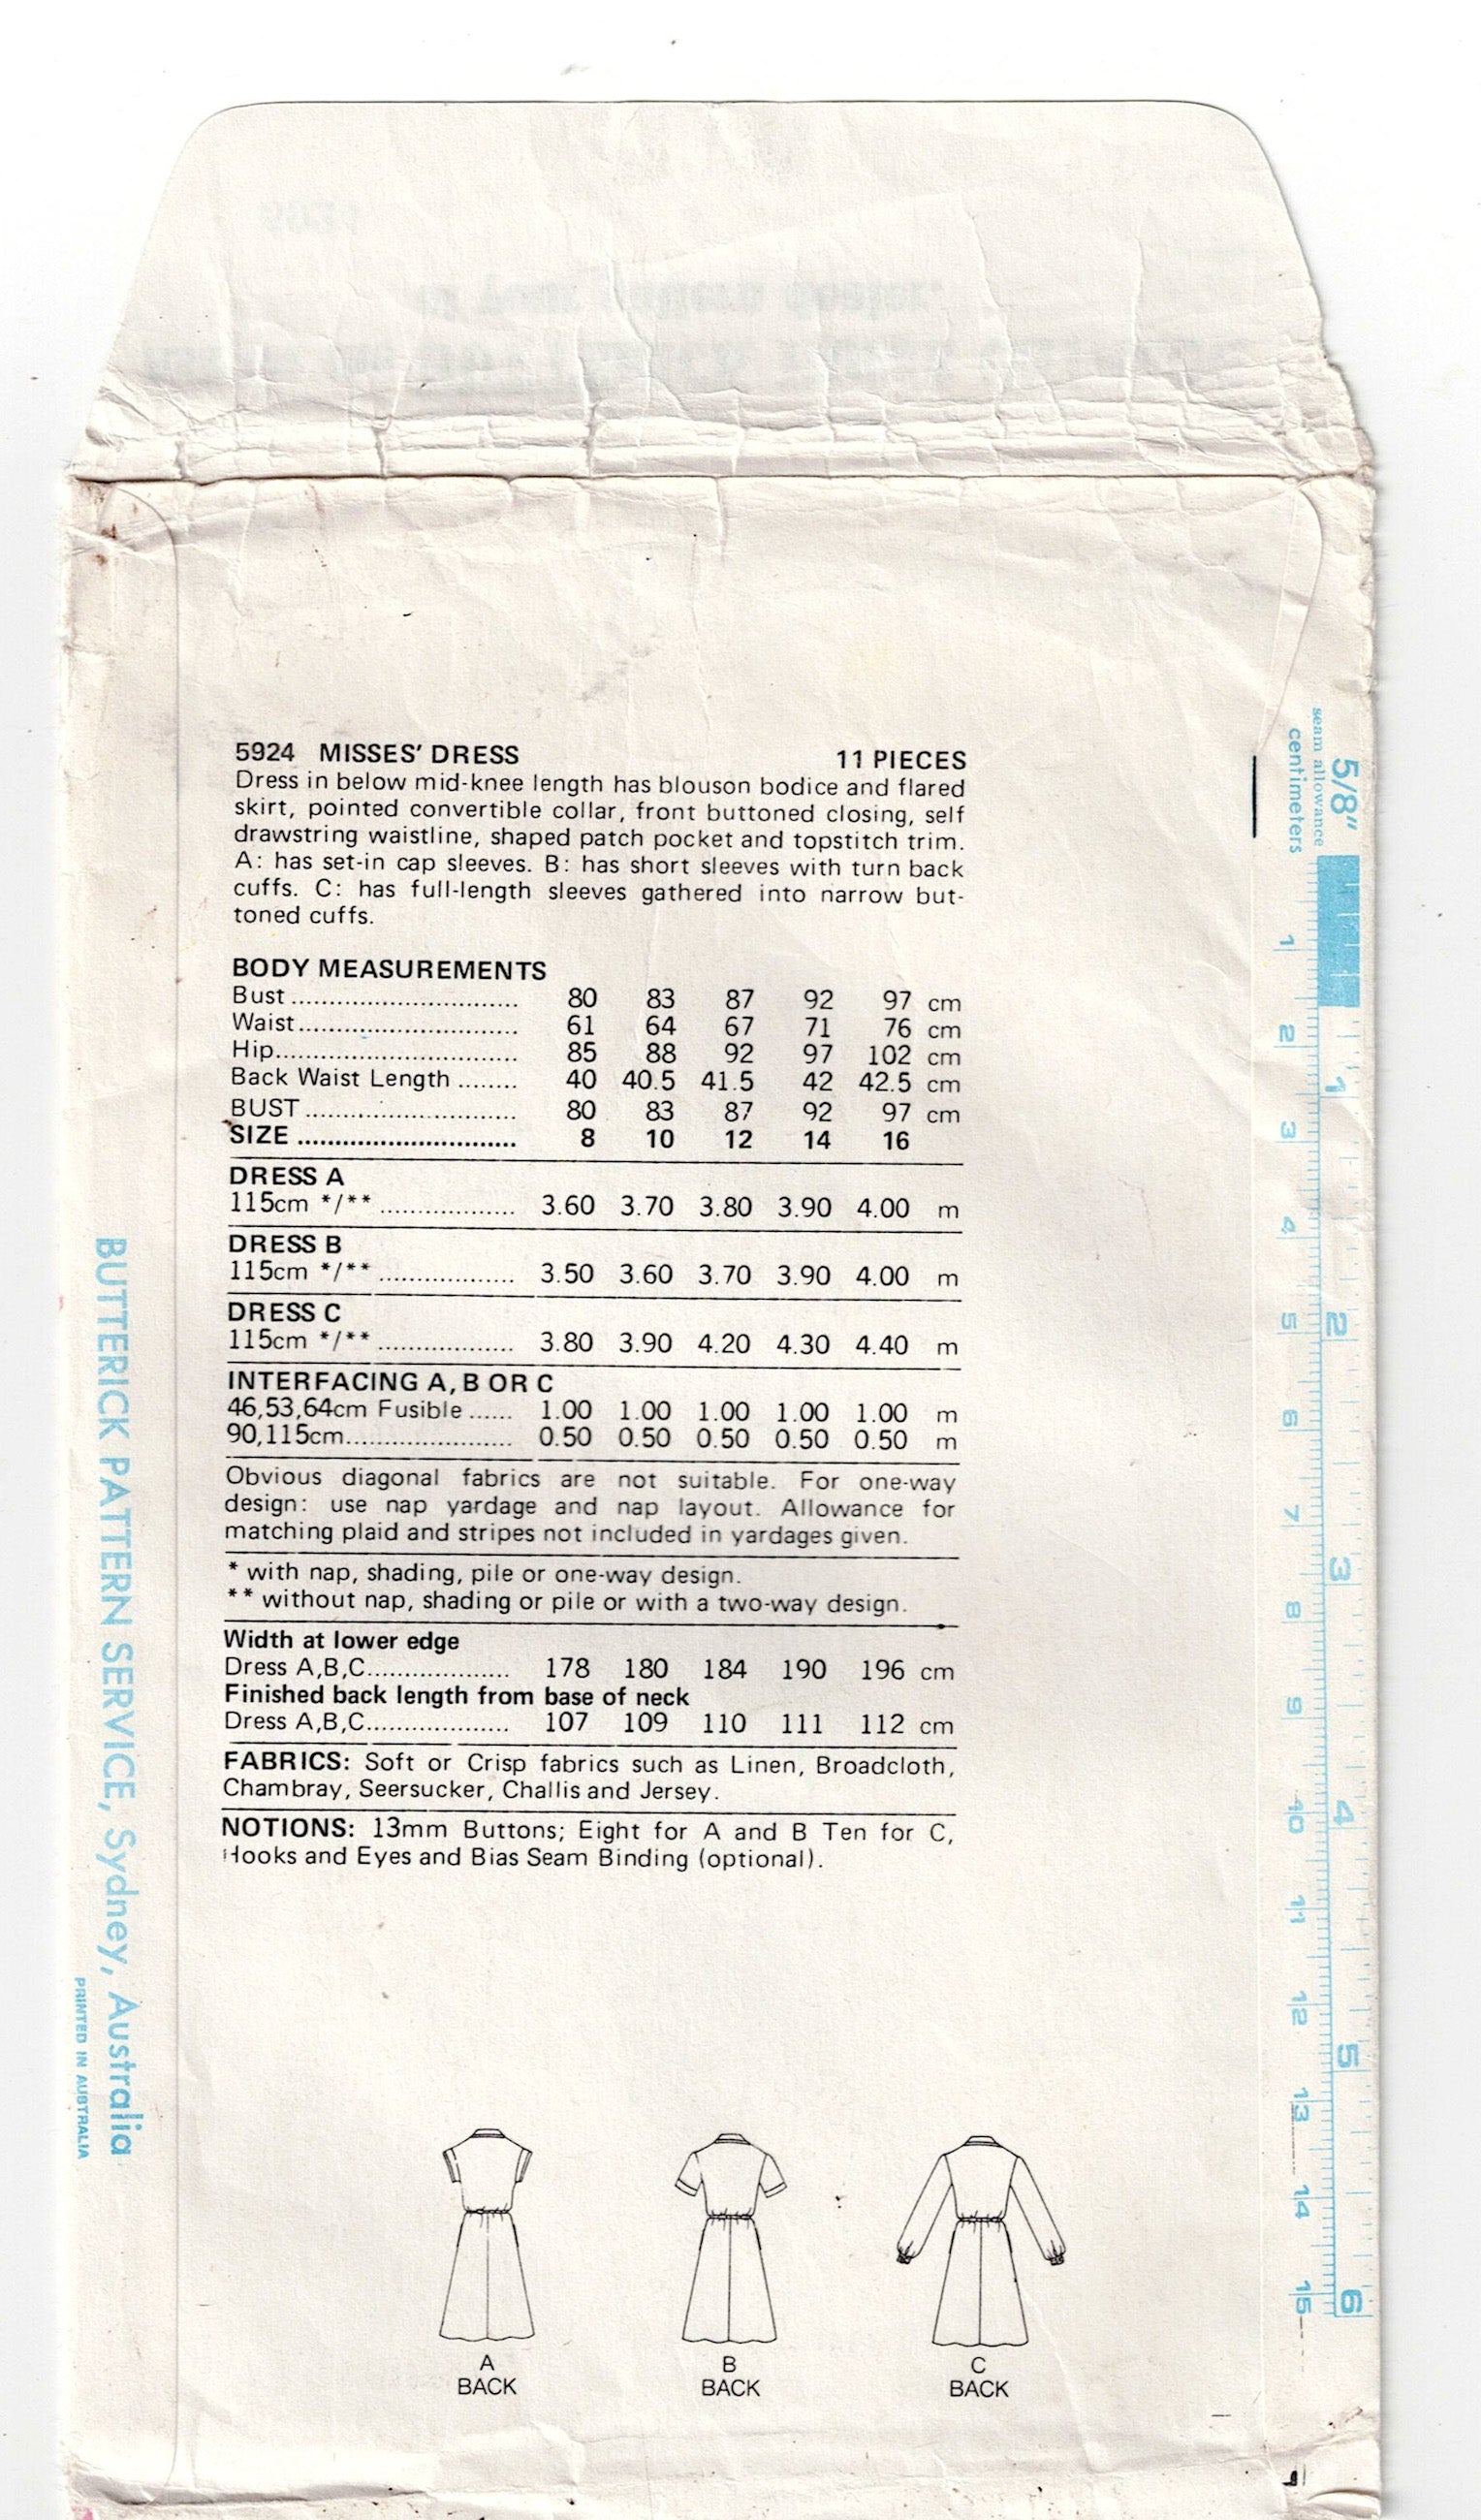 5924 MISSES' DRESS 11 PIECES
Dress in below mid-knee length has blouson bodice and flared
skirt, pointed convertible collar, front buttoned closing, self
drawstring waistline, shaped patch pocket and topstitch trim.
A: has set-in cap sleeves. B: has short sleeves with turn back
cuffs. C: has full-length sleeves gathered into narrow but-
toned cuffs.
BODY MEASUREMENTS
Bust .............................. 80 83 87 92 97 cm
Waist............................. 61 64 67 71 76 cm
Hip................................ 85 88 92 97 102 cm
Back Waist Length ........ 40 40.5 41.5 42 42.5 cm
BUST ............................ 80 83 87 92 97 cm
SIZE ............................. 8 10 12 14 16
DRESS A
115cm */** .................. 3.60 3.70 3.80 3.90 4.00 m
DRESS B
115cm */** .................. 3.50 3.60 3.70 3.90 4.00 m
DRESS C
115cm */** .................. 3.80 3.90 4.20 4.30 4.40 m
INTERFACING A, B OR C
46,53,64cm Fusible ...... 1.00 1.00 1.00 1.00 1.00 m
90,115cm...................... 0.50 0.50 0.50 0.50 0.50 m
Obvious diagonal fabrics are not suitable. For one-way
design: use nap yardage and nap layout. Allowance for
matching plaid and stripes not included in yardages given.
* with nap, shading, pile or one-way design.
** without nap, shading or pile or with a two-way design.
Width at lower edge
Dress A,B,C................... 178 180 184 190 196 cm
Finished back length from base of neck
Dress A,B,C................... 107 109 110 111 112 cm
FABRICS: Soft or Crisp fabrics such as Linen, Broadcloth,
Chambray, Seersucker, Challis and Jersey.
NOTIONS: 13mm Buttons; Eight for A and B Ten for C,
Hooks and Eyes and Bias Seam Binding (optional).
A
BACK
B
BACK
C
BACK
BUTTERICK PATTERN SERVICE, Sydney, Australia
PRINTED IN AUSTRALIA
5/8"
seam allowance
centimeters
1 2 3 4 5 6 7 8 9 10 11 12 13 14 15
1 2 3 4 5 6